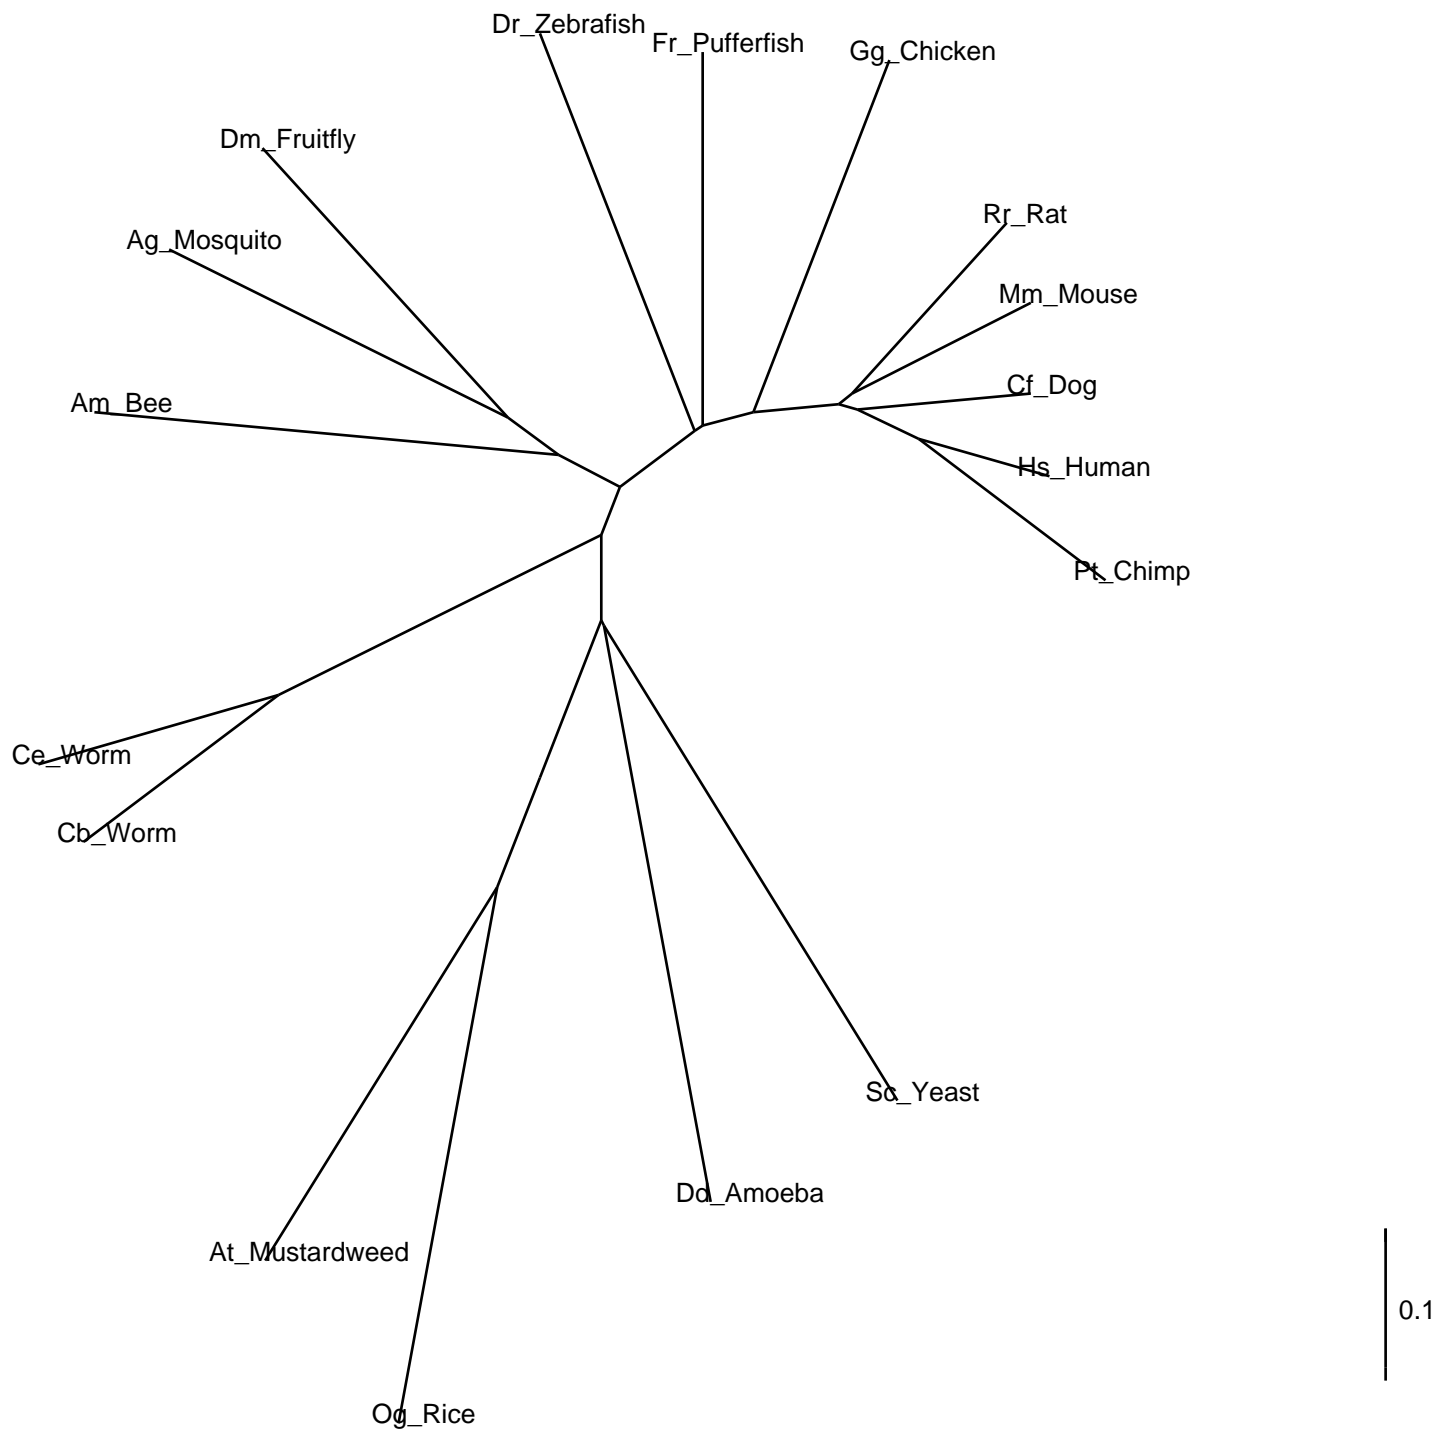 Dr_Zebrafish
Fr_Pufferfish
Gg_Chicken
Dm_Fruitfly
Rr_Rat
Ag_Mosquito
Mm_Mouse
Cf_Dog
Am_Bee
Hs_Human
Pt_Chimp
Ce_Worm
Cb_Worm
Sc_Yeast
Dd_Amoeba
At_Mustardweed
0.1
Og_Rice